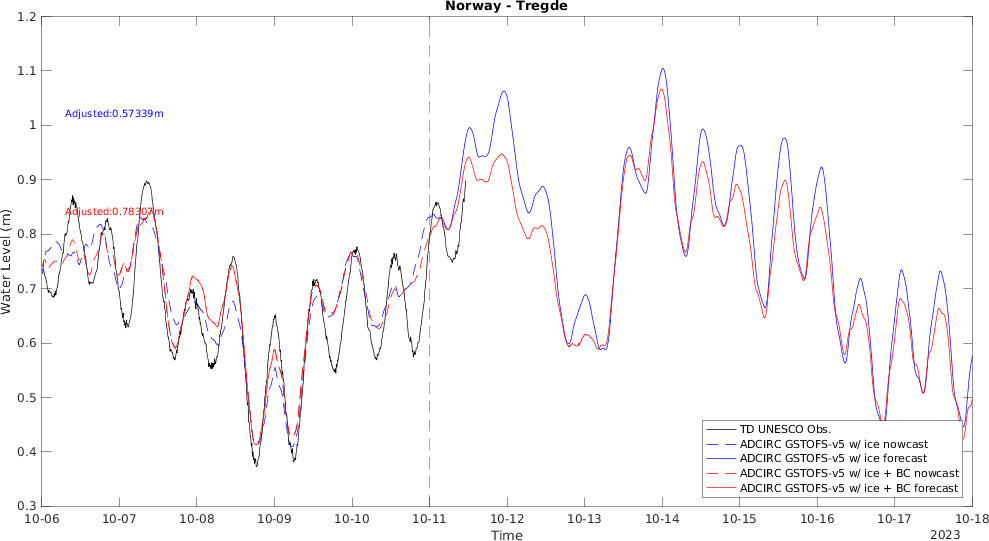 Norway - Tregde
1.2
1.1
1
0.9
0.8
0.7
0.6
0.5
0.4
0.3
Water Level (m)
Adjusted:0.57339m
Adjusted:0.78307m
TD UNESCO Obs.
ADCIRC GSTOFS-v5 w/ ice nowcast
ADCIRC GSTOFS-v5 w/ ice forecast
ADCIRC GSTOFS-v5 w/ ice + BC nowcast
ADCIRC GSTOFS-v5 w/ ice + BC forecast
10-06 10-07 10-08 10-09 10-10 10-11 10-12 10-13 10-14 10-15 10-16 10-17 10-18
Time
2023